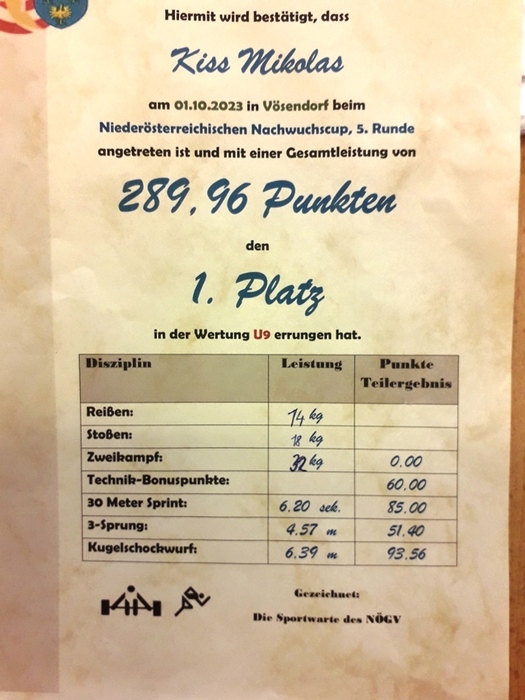 Hiermit wird bestätigt, dass
Kiss Mikolas
am 01.10.2023 in Vösendorf beim
Niederösterreichischen Nachwuchscup, 5. Runde
angetreten ist und mit einer Gesamtleistung von
289,96 Punkten
den
1. Platz
in der Wertung U9 errungen hat.
Disziplin Leistung Punkte
Teilergebnis
Reißen: 14 kg
Stoßen: 18 kg
Zweikampf: 32 kg 0.00
Technik-Bonuspunkte: 60.00
30 Meter Sprint: 6.20 sek. 85.00
3-Sprung: 4.57 m 51.40
Kugelschockwurf: 6.39 m 93.56
Gezeichnet:
Die Sportwarte des NÖGV